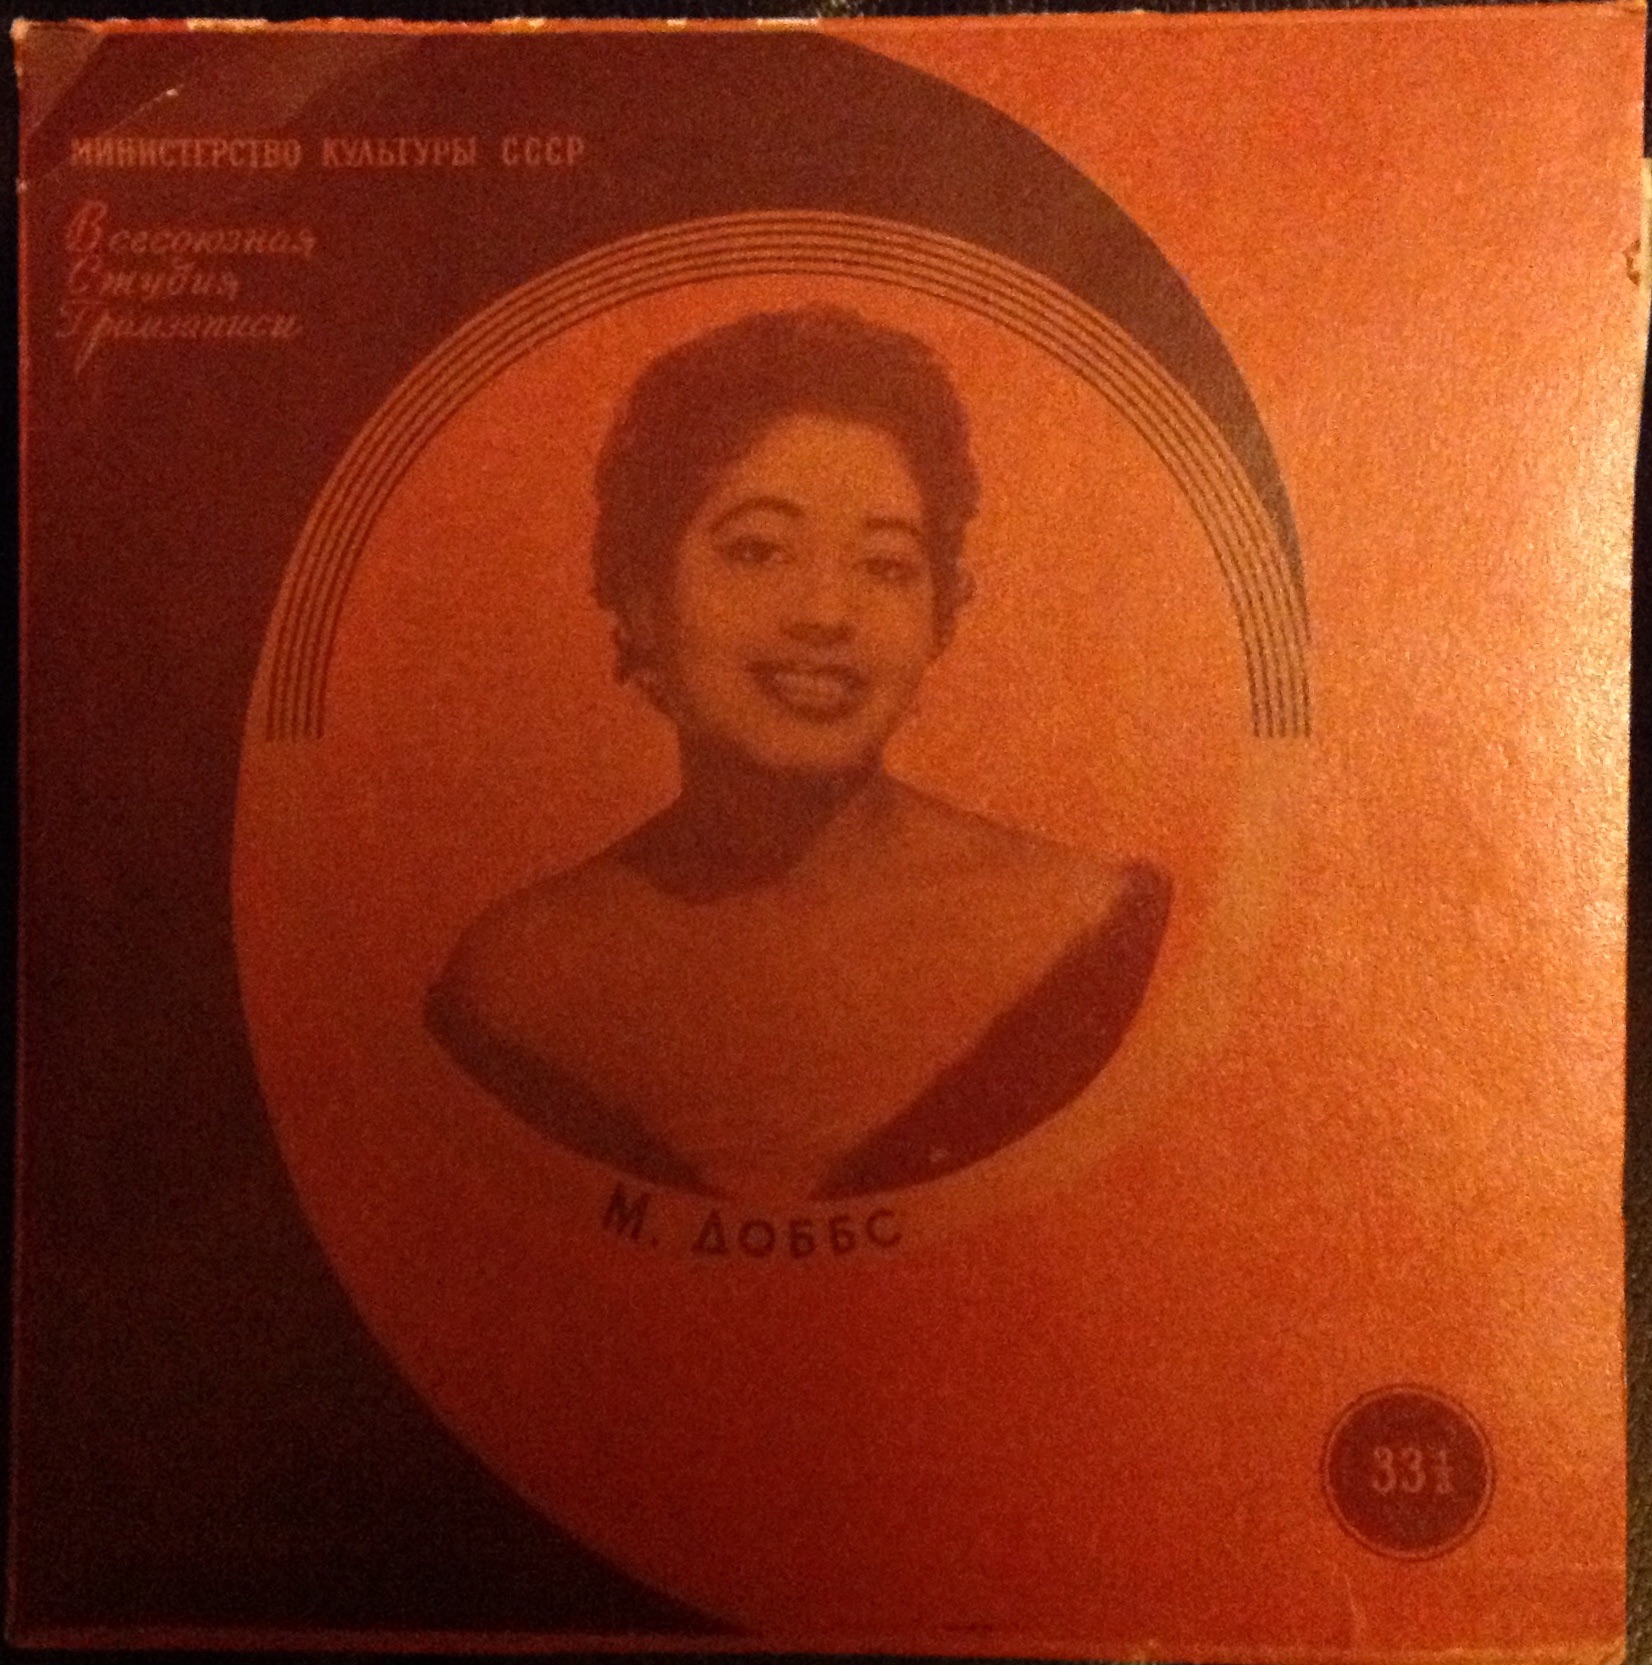 МИНИСТЕРСТВО КУЛЬТУРЫ СССР
Всесоюзная
Студия
Грамзаписи
М. ДОББС
33⅓